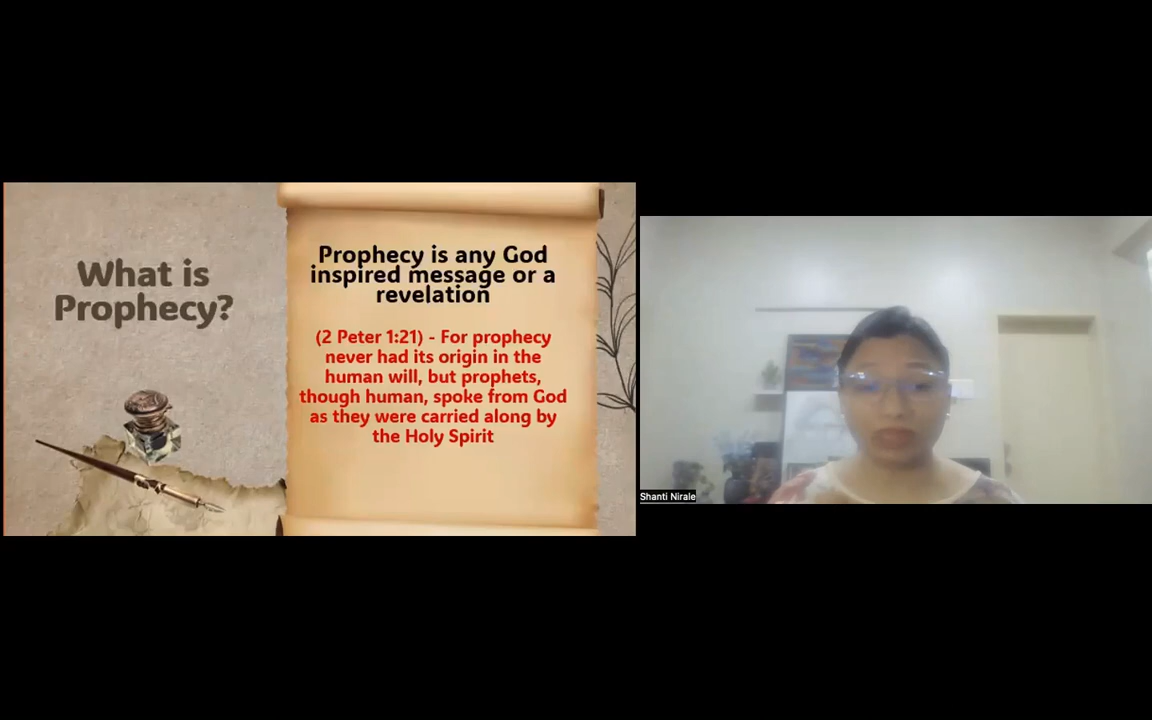 What is
Prophecy?
Prophecy is any God
inspired message or a
revelation
(2 Peter 1:21) - For prophecy
never had its origin in the
human will, but prophets,
though human, spoke from God
as they were carried along by
the Holy Spirit
Shanti Nirale